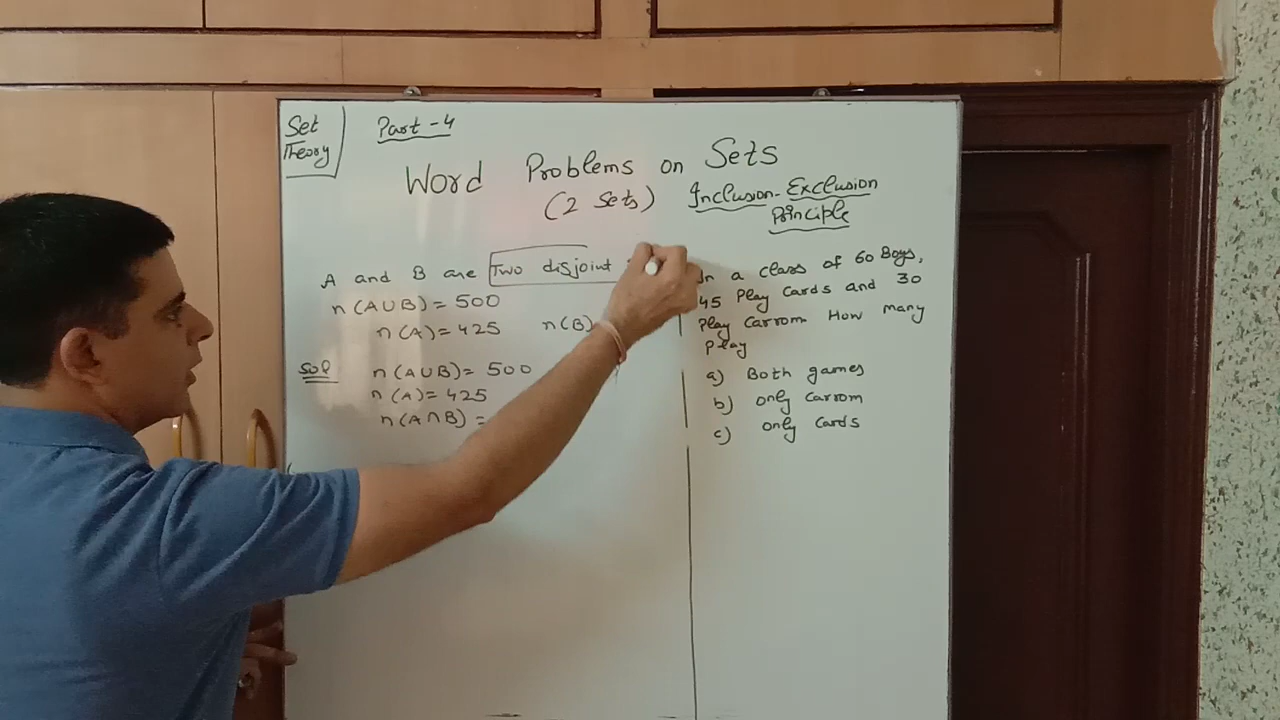 Set
Theory
Part - 4
Word Problems on Sets
(2 Sets)
Inclusion-Exclusion
Principle
A and B are Two disjoint
n(A∪B) = 500
n(A) = 425 n(B)
Sol
n(A∪B) = 500
n(A) = 425
n(A∩B) =
In a class of 60 Boys,
45 Play Cards and 30
Play Carrom How many
Play
a) Both games
b) only Carrom
c) only Cards